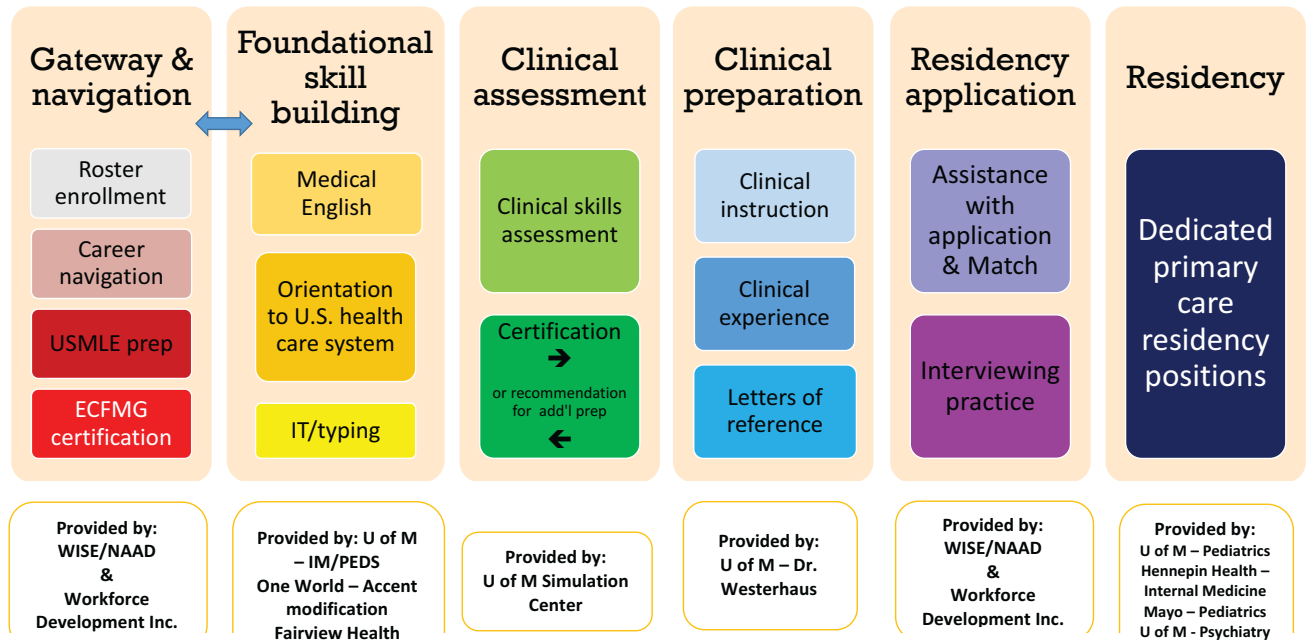 Gateway &
navigation
Roster
enrollment
Career
navigation
USMLE prep
ECFMG
certification
Provided by:
WISE/NAAD
&
Workforce
Development Inc.
Foundational
skill
building
Medical
English
Orientation
to U.S. health
care system
IT/typing
Provided by: U of M
– IM/PEDS
One World – Accent
modification
Fairview Health
Clinical
assessment
Clinical skills
assessment
Certification
➔
or recommendation
for add'l prep
←
Provided by:
U of M Simulation
Center
Clinical
preparation
Clinical
instruction
Clinical
experience
Letters of
reference
Provided by:
U of M – Dr.
Westerhaus
Residency
application
Assistance
with
application
& Match
Interviewing
practice
Provided by:
WISE/NAAD
&
Workforce
Development Inc.
Residency
Dedicated
primary
care
residency
positions
Provided by:
U of M – Pediatrics
Hennepin Health –
Internal Medicine
Mayo – Pediatrics
U of M - Psychiatry